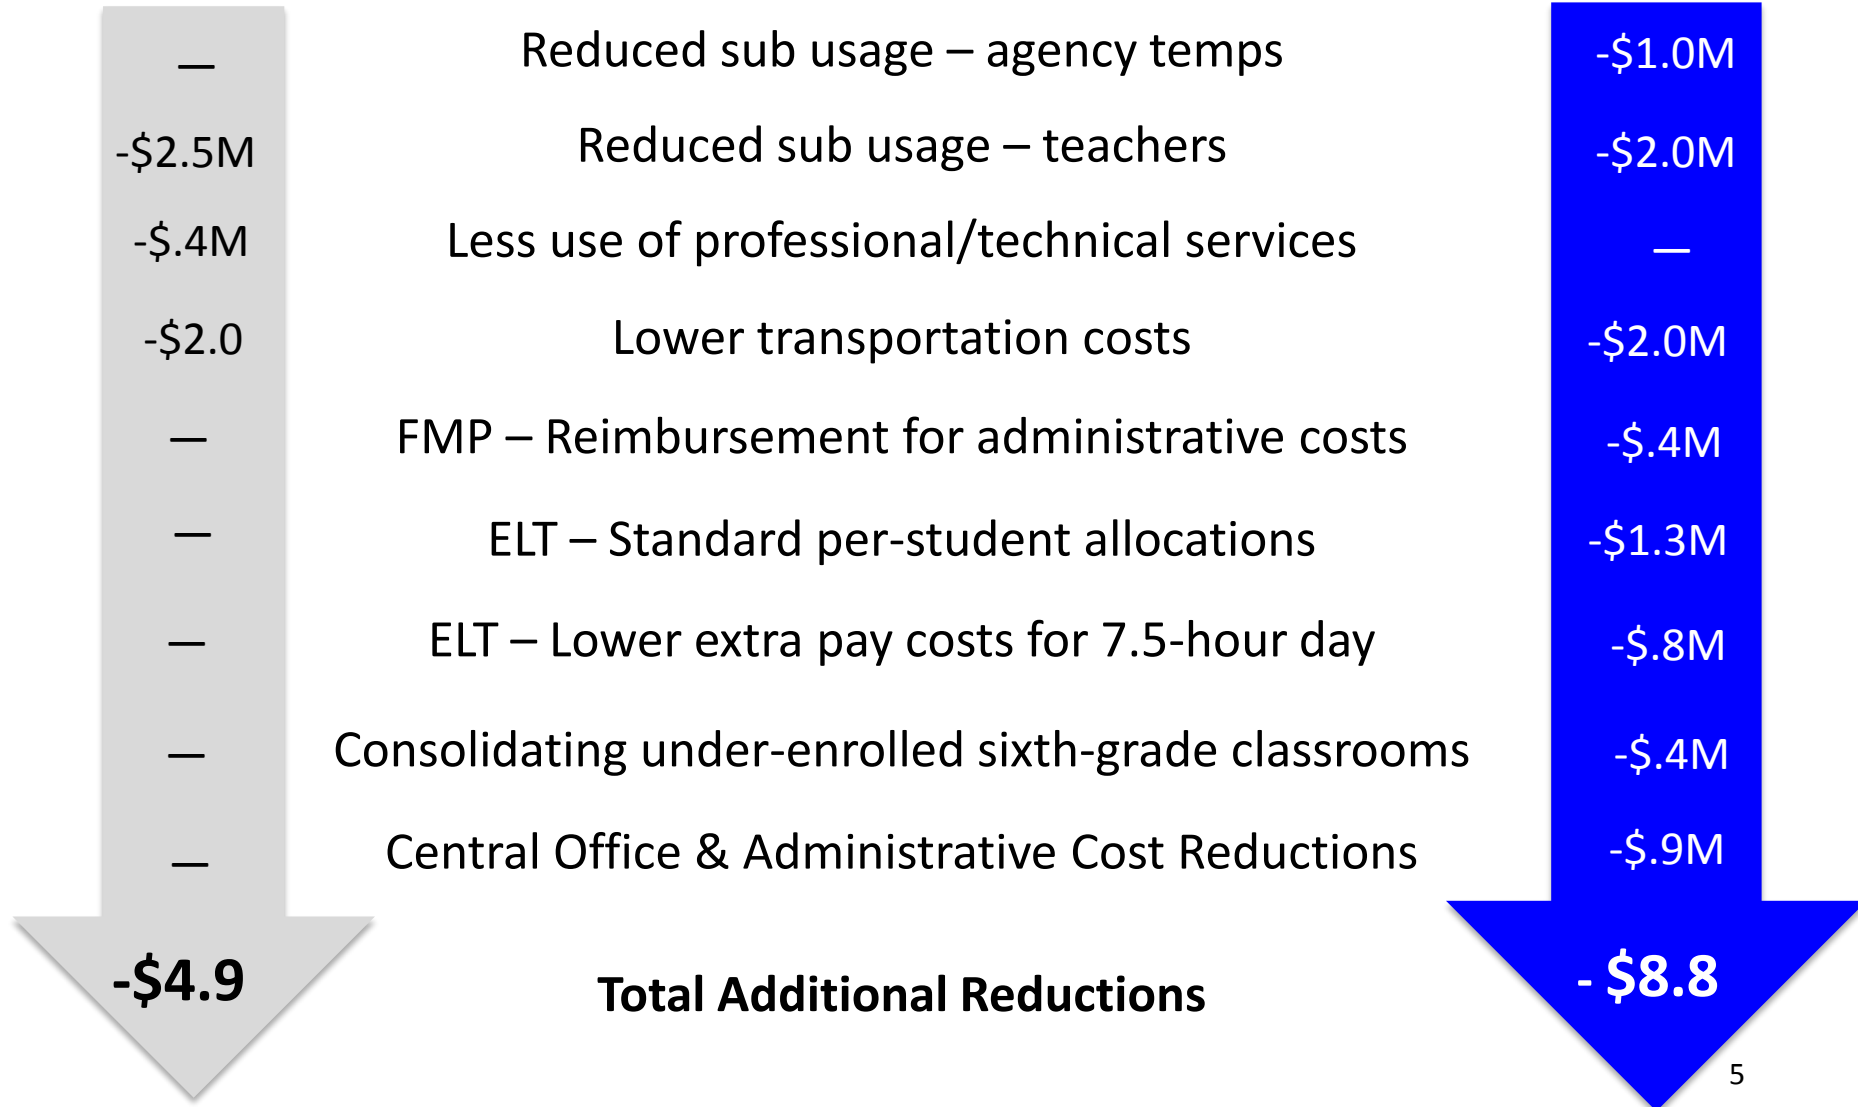 — Reduced sub usage – agency temps -$1.0M
-$2.5M Reduced sub usage – teachers -$2.0M
-$.4M Less use of professional/technical services —
-$2.0 Lower transportation costs -$2.0M
— FMP – Reimbursement for administrative costs -$.4M
— ELT – Standard per-student allocations -$1.3M
— ELT – Lower extra pay costs for 7.5-hour day -$.8M
— Consolidating under-enrolled sixth-grade classrooms -$.4M
— Central Office & Administrative Cost Reductions -$.9M
-$4.9 Total Additional Reductions - $8.8
5